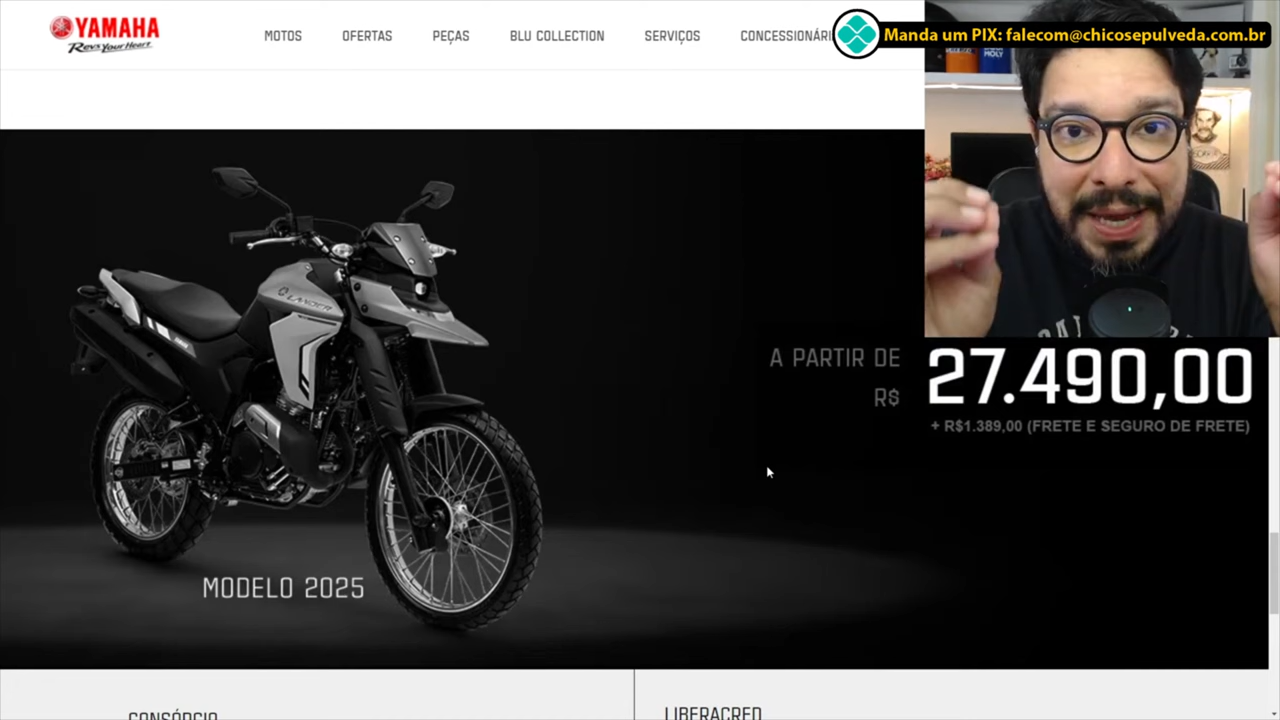 YAMAHA
Revs Your Heart
MOTOS
OFERTAS
PEÇAS
BLU COLLECTION
SERVIÇOS
CONCESSIONÁRI
Manda um PIX: falecom@chicosepulveda.com.br
MOLY
LANDER
A PARTIR DE
R$ 27.490,00
+ R$1.389,00 (FRETE E SEGURO DE FRETE)
MODELO 2025
CONSÓRCIO
LIBERACRED